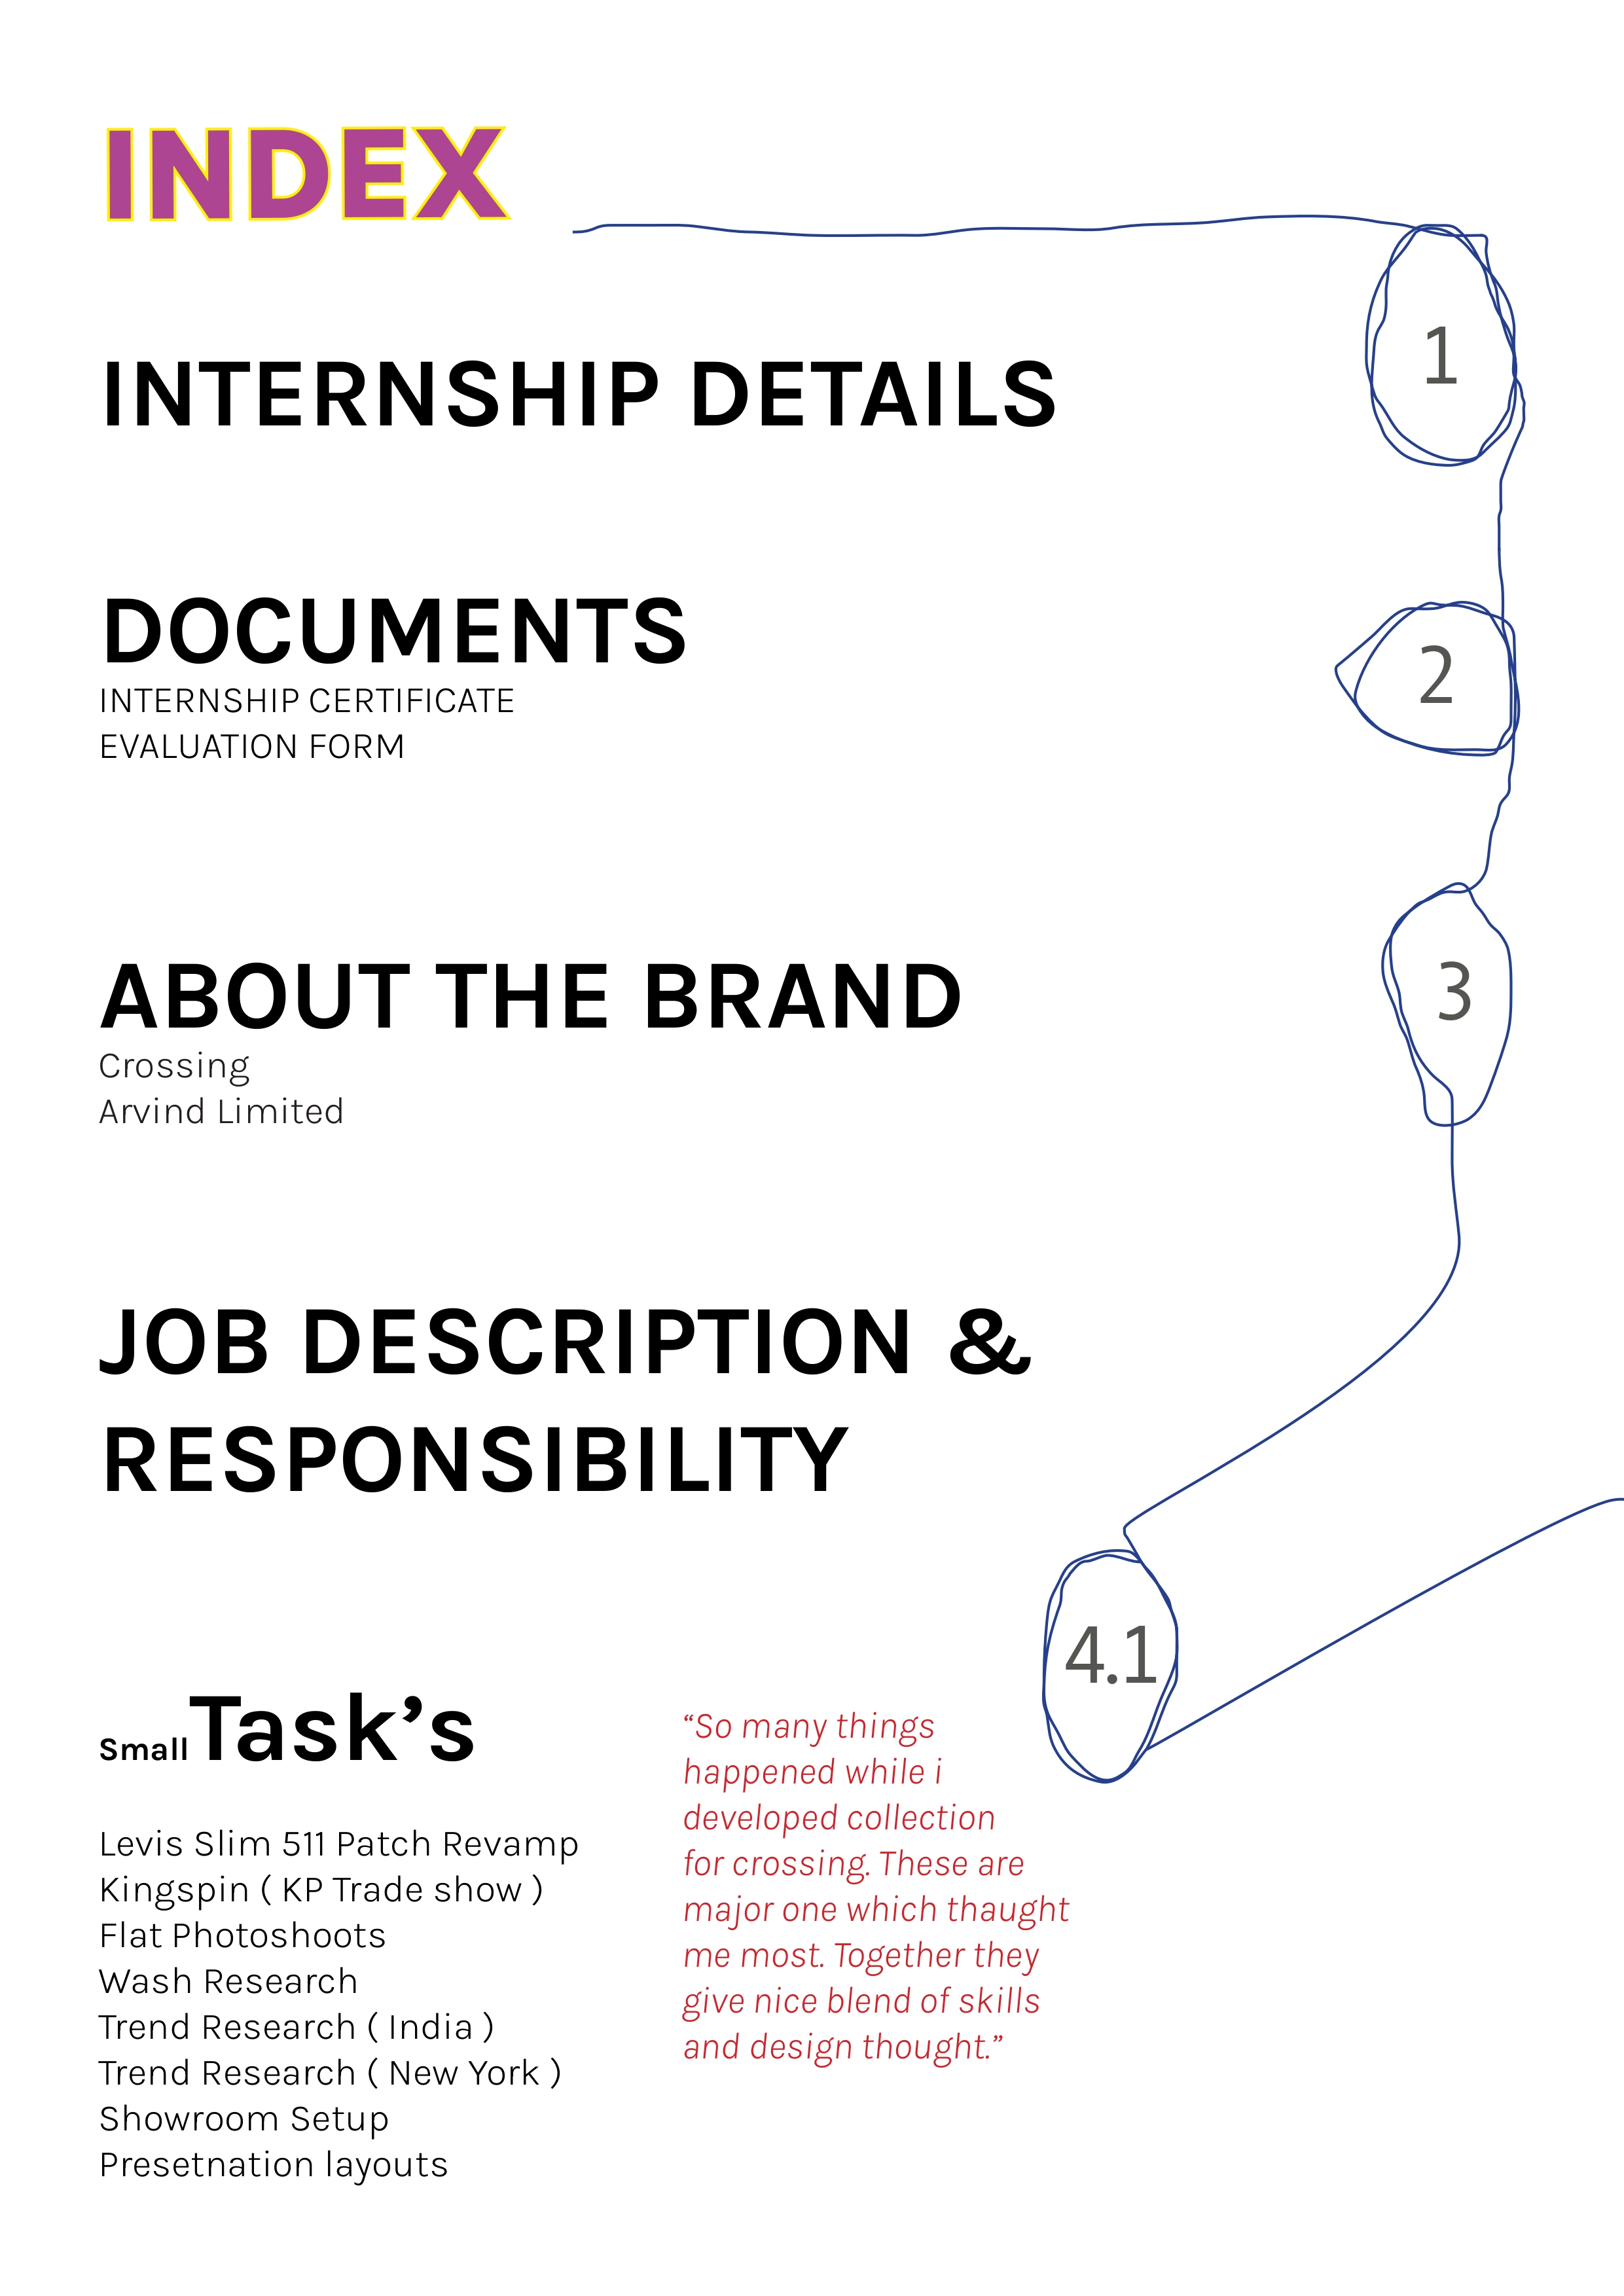 INDEX
INTERNSHIP DETAILS
1
DOCUMENTS
INTERNSHIP CERTIFICATE
EVALUATION FORM
2
ABOUT THE BRAND
Crossing
Arvind Limited
3
JOB DESCRIPTION &
RESPONSIBILITY
4.1
Small Task’s
Levis Slim 511 Patch Revamp
Kingspin ( KP Trade show )
Flat Photoshoots
Wash Research
Trend Research ( India )
Trend Research ( New York )
Showroom Setup
Presetnation layouts
“So many things
happened while i
developed collection
for crossing. These are
major one which thaught
me most. Together they
give nice blend of skills
and design thought.”